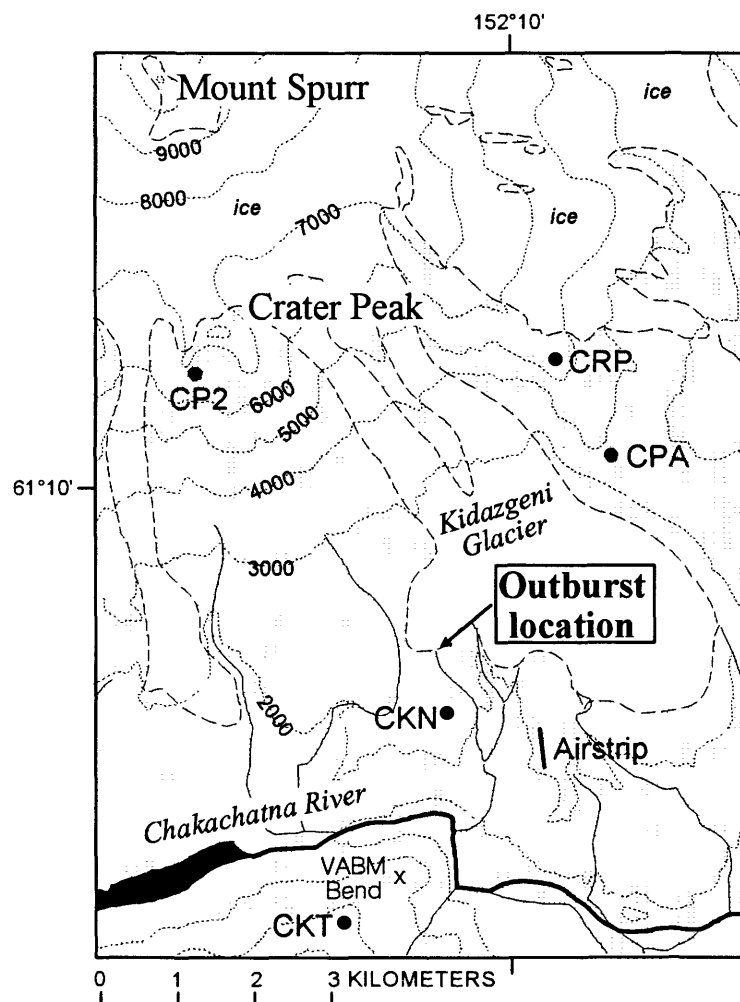 152°10'
Mount Spurr
ice
9000
8000
ice
7000
ice
Crater Peak
CRP
CP2
6000
5000
CPA
61°10'
4000
Kidazgeni
Glacier
3000
Outburst
location
2000
CKN
Airstrip
Chakachatna River
VABM
Bend x
CKT
0 1 2 3 KILOMETERS